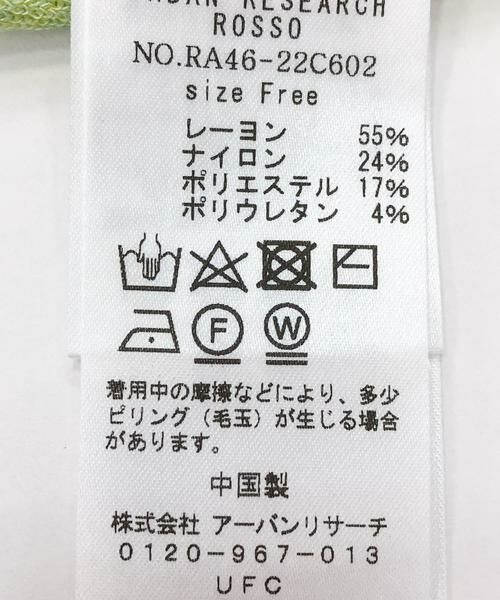 RESEARCH
ROSSO
NO.RA46-22C602
size Free
レーヨン 55%
ナイロン 24%
ポリエステル 17%
ポリウレタン 4%
F W
着用中の摩擦などにより、多少
ピリング（毛玉）が生じる場合
があります。
中国製
株式会社 アーバンリサーチ
0120-967-013
UFC